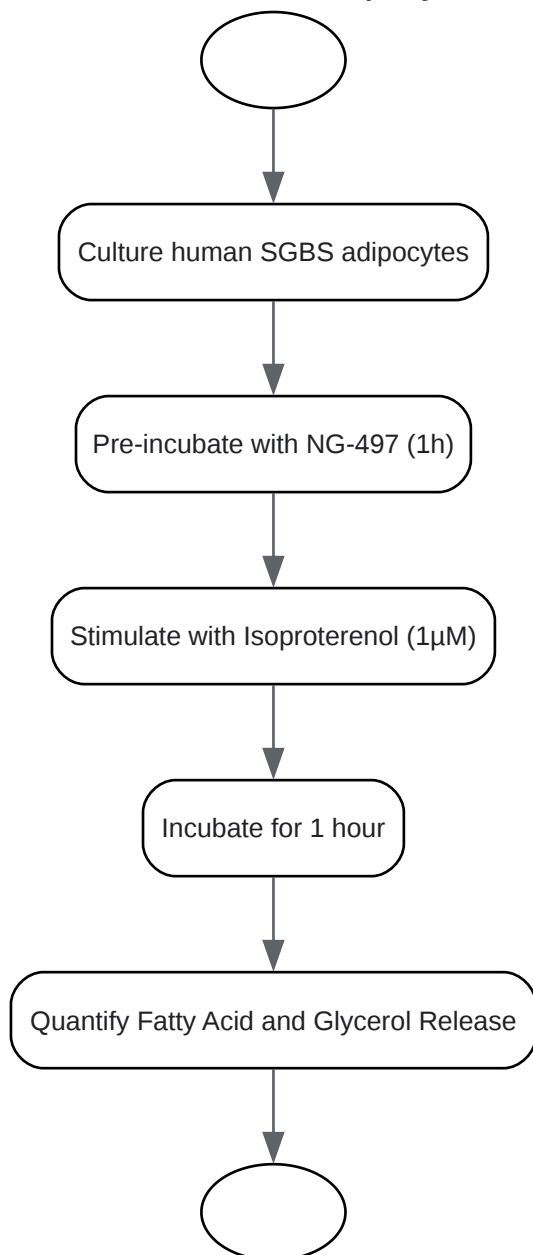 Culture human SGBS adipocytes
Pre-incubate with NG-497 (1h)
Stimulate with Isoproterenol (1µM)
Incubate for 1 hour
Quantify Fatty Acid and Glycerol Release